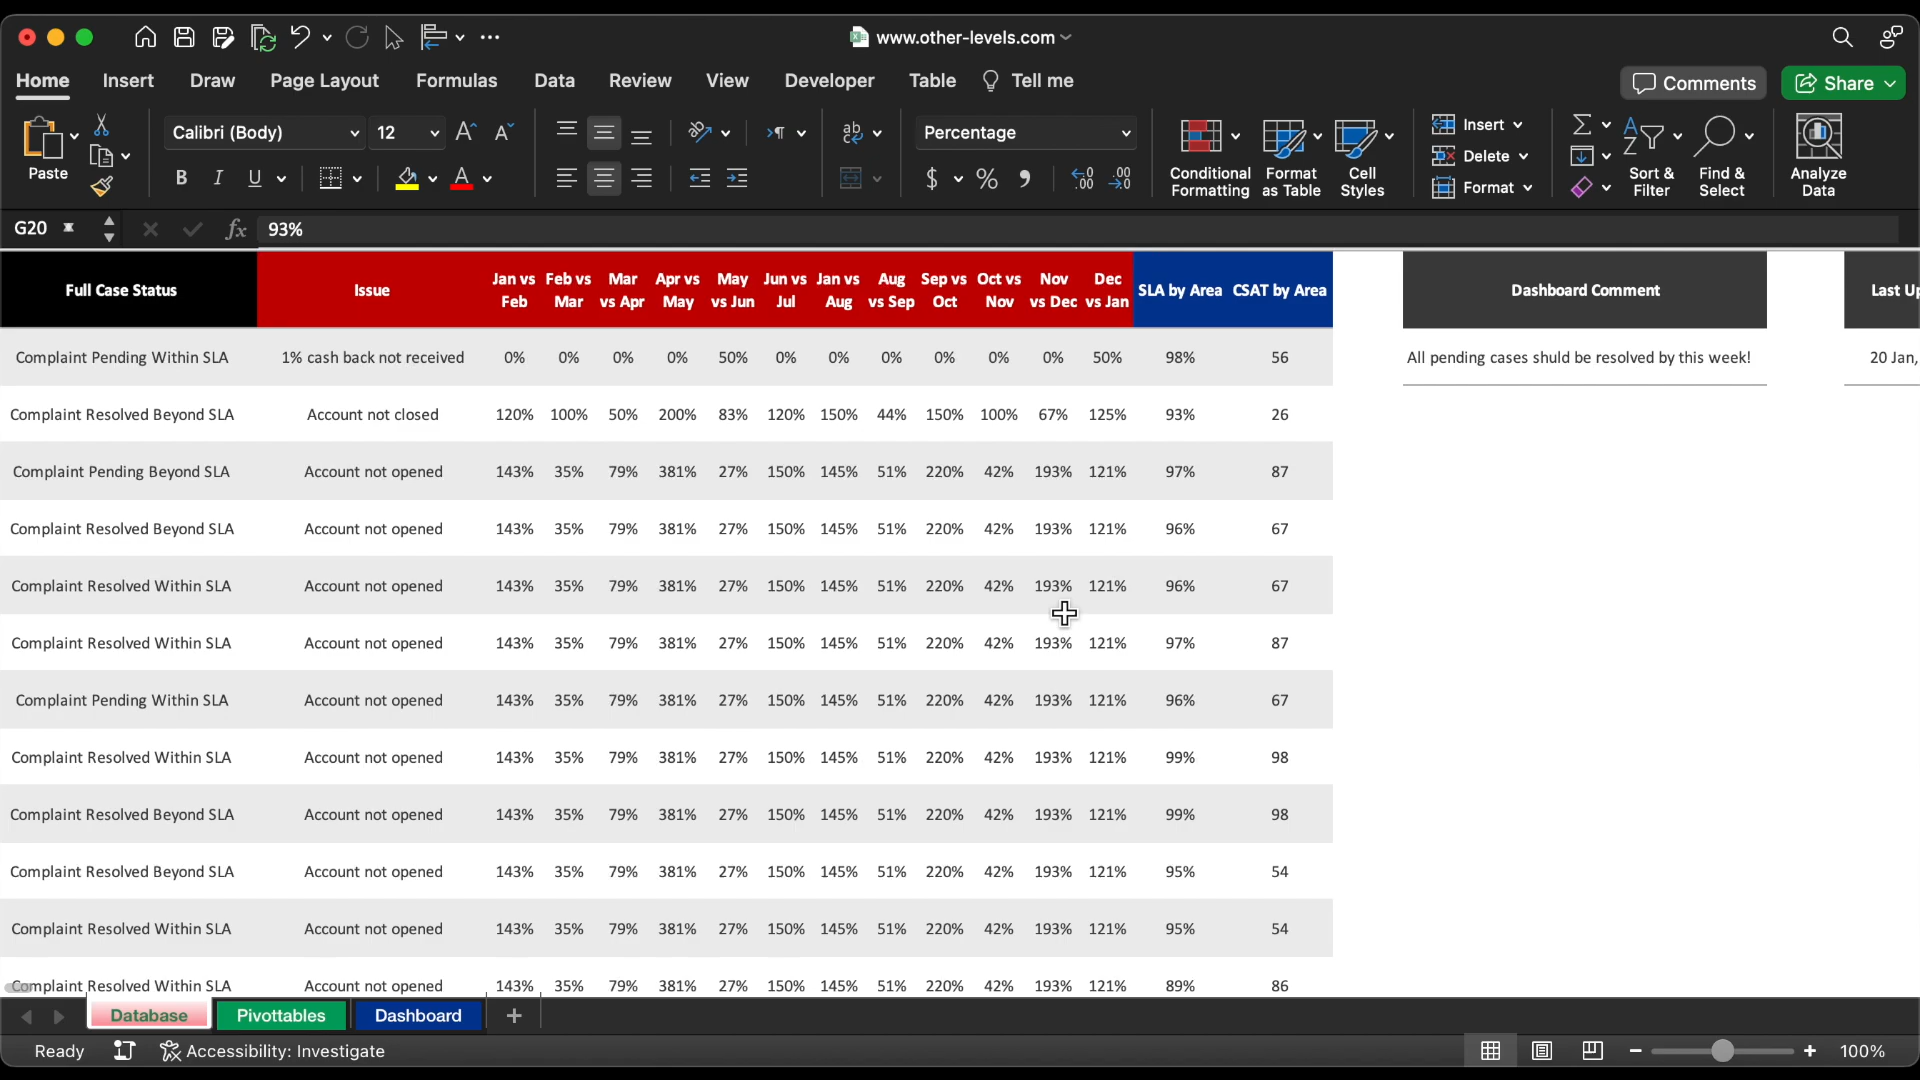 www.other-levels.com
Home Insert Draw Page Layout Formulas Data Review View Developer Table Tell me Comments Share
Paste Calibri (Body) 12 Percentage Conditional Formatting Format as Table Cell Styles Insert Delete Format Sort & Filter Find & Select Analyze Data
G20 fx 93%
Full Case Status Issue Jan vs Feb Feb vs Mar Mar vs Apr Apr vs May May vs Jun Jun vs Jul Jan vs Aug Aug vs Sep Sep vs Oct Oct vs Nov Nov vs Dec Dec vs Jan SLA by Area CSAT by Area Dashboard Comment Last
Complaint Pending Within SLA 1% cash back not received 0% 0% 0% 0% 50% 0% 0% 0% 0% 0% 0% 50% 98% 56 All pending cases shuld be resolved by this week! 20 Jan,
Complaint Resolved Beyond SLA Account not closed 120% 100% 50% 200% 83% 120% 150% 44% 150% 100% 67% 125% 93% 26
Complaint Pending Beyond SLA Account not opened 143% 35% 79% 381% 27% 150% 145% 51% 220% 42% 193% 121% 97% 87
Complaint Resolved Beyond SLA Account not opened 143% 35% 79% 381% 27% 150% 145% 51% 220% 42% 193% 121% 96% 67
Complaint Resolved Within SLA Account not opened 143% 35% 79% 381% 27% 150% 145% 51% 220% 42% 193% 121% 96% 67
Complaint Resolved Within SLA Account not opened 143% 35% 79% 381% 27% 150% 145% 51% 220% 42% 193% 121% 97% 87
Complaint Pending Within SLA Account not opened 143% 35% 79% 381% 27% 150% 145% 51% 220% 42% 193% 121% 96% 67
Complaint Resolved Within SLA Account not opened 143% 35% 79% 381% 27% 150% 145% 51% 220% 42% 193% 121% 99% 98
Complaint Resolved Beyond SLA Account not opened 143% 35% 79% 381% 27% 150% 145% 51% 220% 42% 193% 121% 99% 98
Complaint Resolved Beyond SLA Account not opened 143% 35% 79% 381% 27% 150% 145% 51% 220% 42% 193% 121% 95% 54
Complaint Resolved Within SLA Account not opened 143% 35% 79% 381% 27% 150% 145% 51% 220% 42% 193% 121% 95% 54
Complaint Resolved Within SLA Account not opened 143% 35% 79% 381% 27% 150% 145% 51% 220% 42% 193% 121% 89% 86
Database Pivottables Dashboard
Ready Accessibility: Investigate 100%